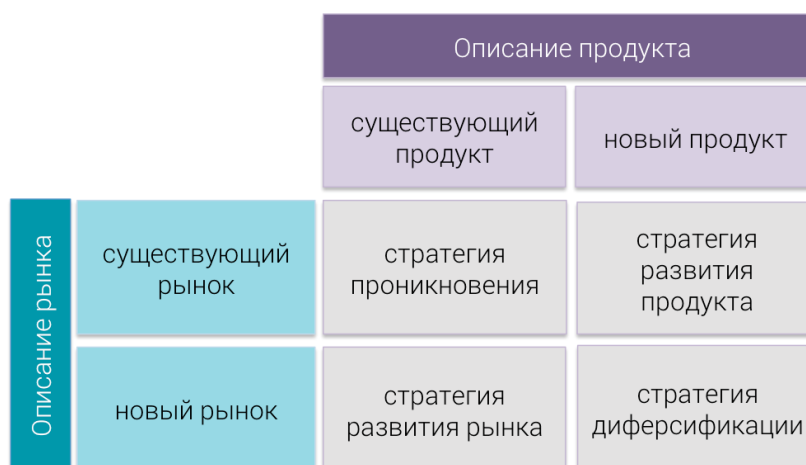 Описание продукта
существующий
продукт
новый продукт
Описание рынка
существующий
рынок
стратегия
проникновения
стратегия
развития
продукта
новый рынок
стратегия
развития рынка
стратегия
диферсификации